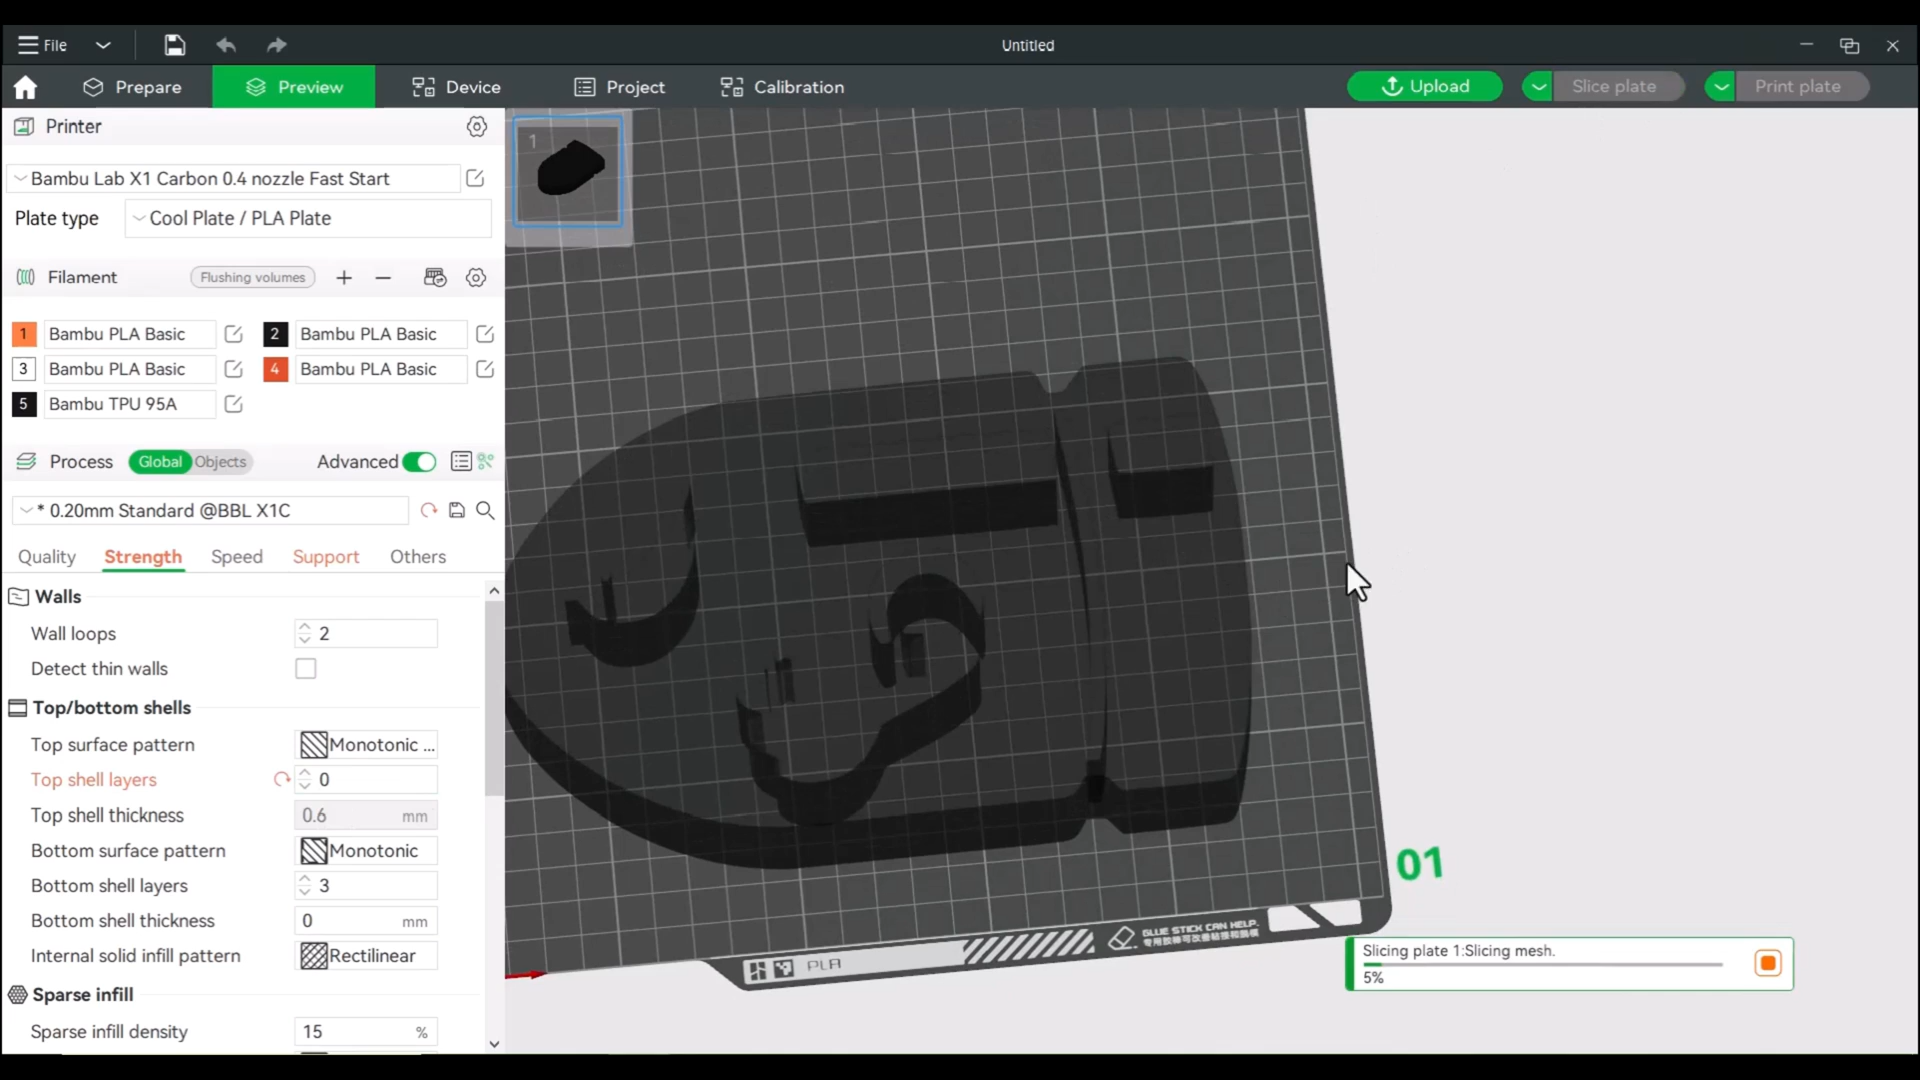 File
Untitled
Prepare
Preview
Device
Project
Calibration
Upload
Slice plate
Print plate
Printer
Bambu Lab X1 Carbon 0.4 nozzle Fast Start
Plate type
Cool Plate / PLA Plate
Filament
Flushing volumes
1 Bambu PLA Basic
2 Bambu PLA Basic
3 Bambu PLA Basic
4 Bambu PLA Basic
5 Bambu TPU 95A
Process
Global
Objects
Advanced
* 0.20mm Standard @BBL X1C
Quality
Strength
Speed
Support
Others
Walls
Wall loops
2
Detect thin walls
Top/bottom shells
Top surface pattern
Monotonic ...
Top shell layers
0
Top shell thickness
0.6 mm
Bottom surface pattern
Monotonic
Bottom shell layers
3
Bottom shell thickness
0 mm
Internal solid infill pattern
Rectilinear
Sparse infill
Sparse infill density
15 %
1
01
PLA
GLUE STICK CAN HELP.
Slicing plate 1:Slicing mesh.
5%